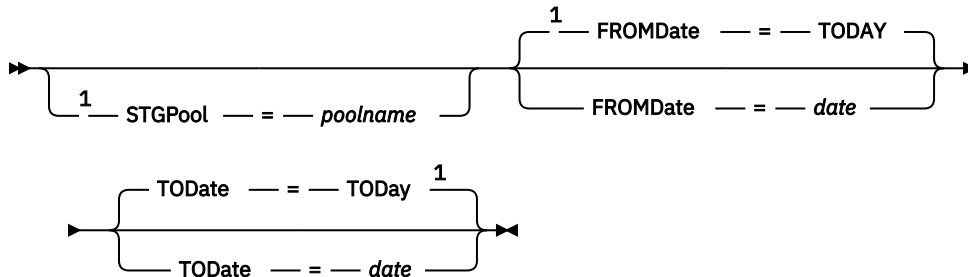 1 FROMDate = TODAY
1 STGPool = poolname
FROMDate = date
TODate = TODay 1
TODate = date